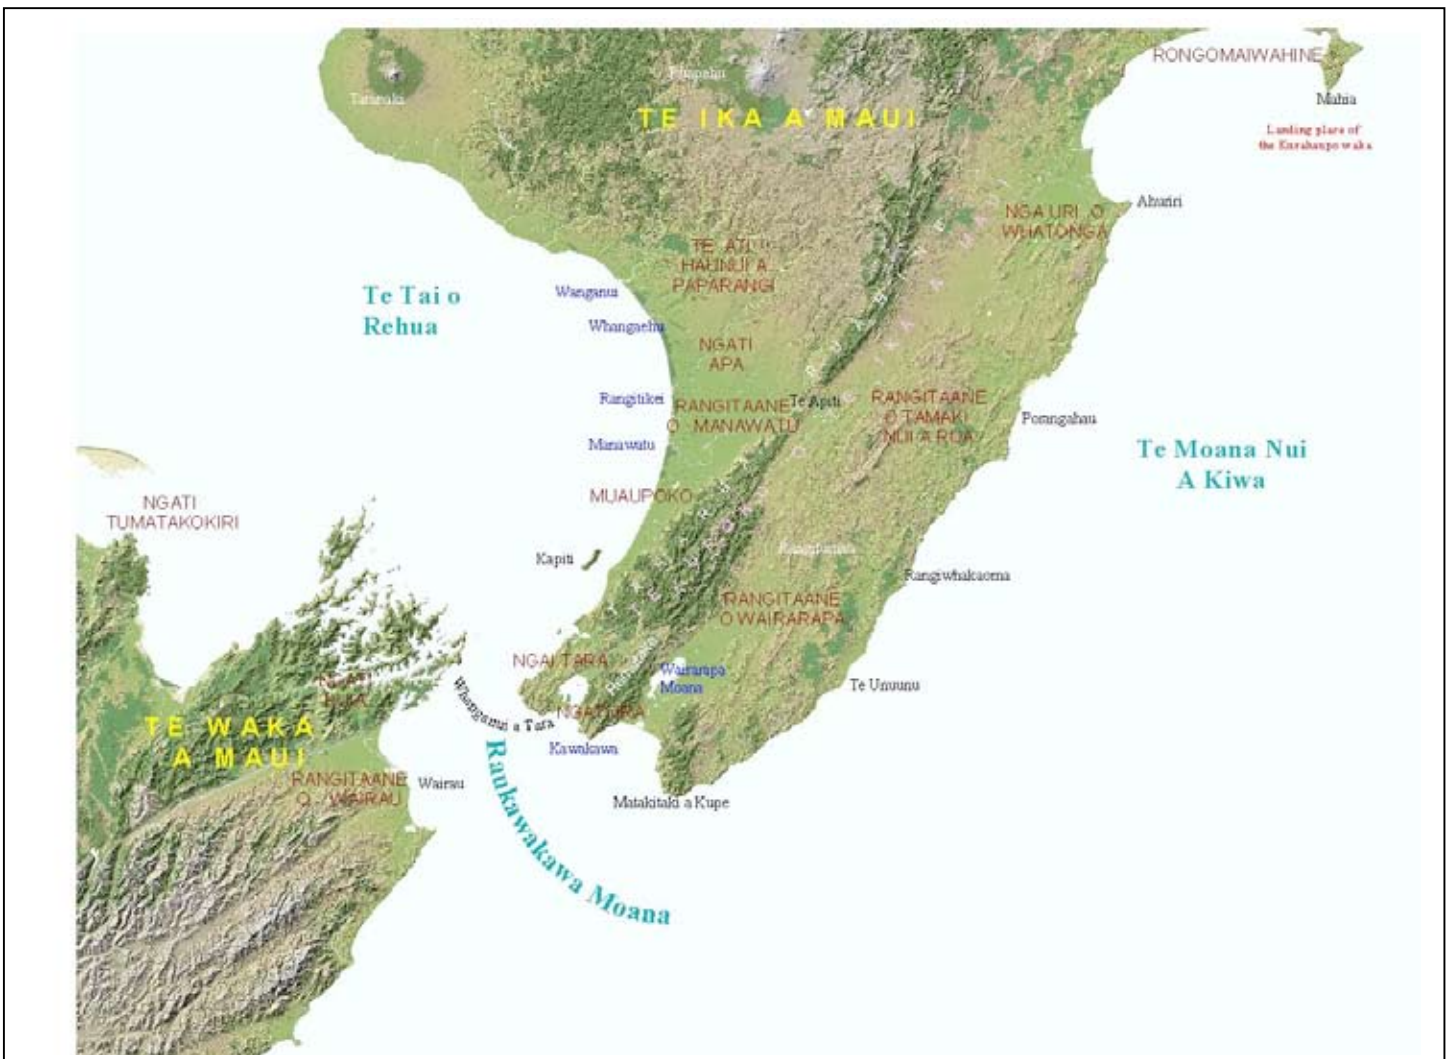 RONGOMAIWAHINE
Mahia
Landing place of
the Kurahaupo waka
Taranaki
TE IKA A MAUI
NGA URI O
WHATONGA
Ahuriri
TE ATI
HAUNUI A
PAPARANGI
Te Tai o
Rehua
Wanganui
Whangaehu
NGATI
APA
Rangitikei
RANGITAANE
O MANAWATU
Te Apiti
RANGITAANE
O TAMAKI
NUI A RUA
Porangahau
Manawatu
Te Moana Nui
A Kiwa
MUAUPOKO
NGATI
TUMATAKOKIRI
Kapiti
Rangiwhakaoma
RANGITAANE
O WAIRARAPA
NGAI TARA
Wairarapa
Moana
Te Unuunu
Whanganui a Tara
Kawakawa
TE WAKA
A MAUI
RANGITAANE
O WAIRAU
Wairau
Matakitaki a Kupe
Raukawakawa Moana